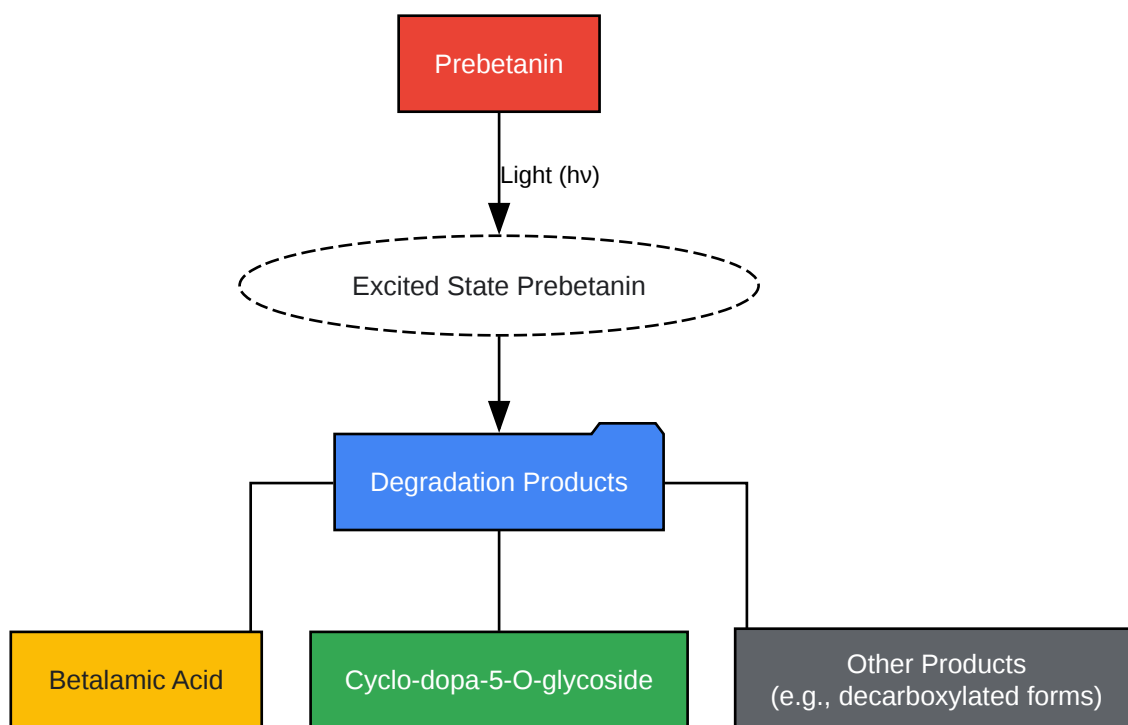 Prebetanin
Light (hν)
Excited State Prebetanin
Degradation Products
Betalamic Acid
Cyclo-dopa-5-O-glycoside
Other Products
(e.g., decarboxylated forms)